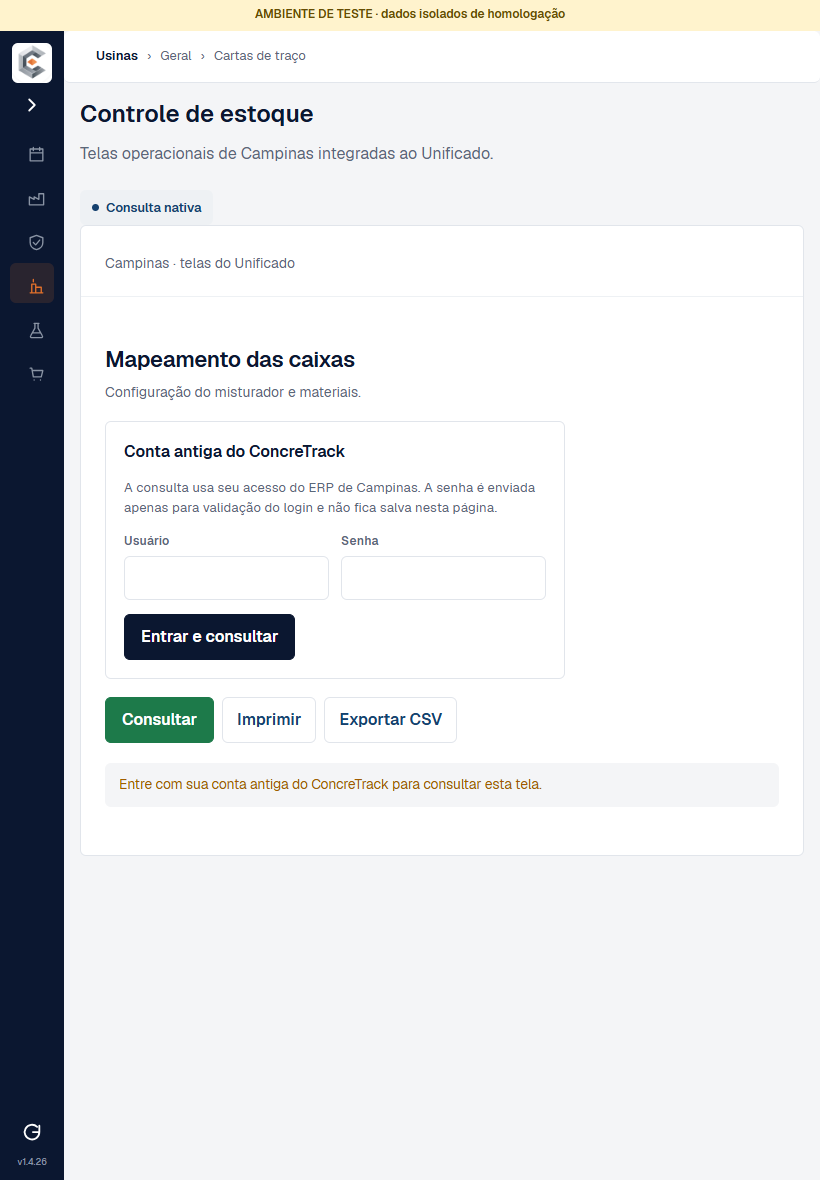 AMBIENTE DE TESTE · dados isolados de homologação
Usinas › Geral › Cartas de traço
Controle de estoque
Telas operacionais de Campinas integradas ao Unificado.
Consulta nativa
Campinas · telas do Unificado
Mapeamento das caixas
Configuração do misturador e materiais.
Conta antiga do ConcreTrack
A consulta usa seu acesso do ERP de Campinas. A senha é enviada
apenas para validação do login e não fica salva nesta página.
Usuário Senha
Entrar e consultar
Consultar Imprimir Exportar CSV
Entre com sua conta antiga do ConcreTrack para consultar esta tela.
v1.4.26